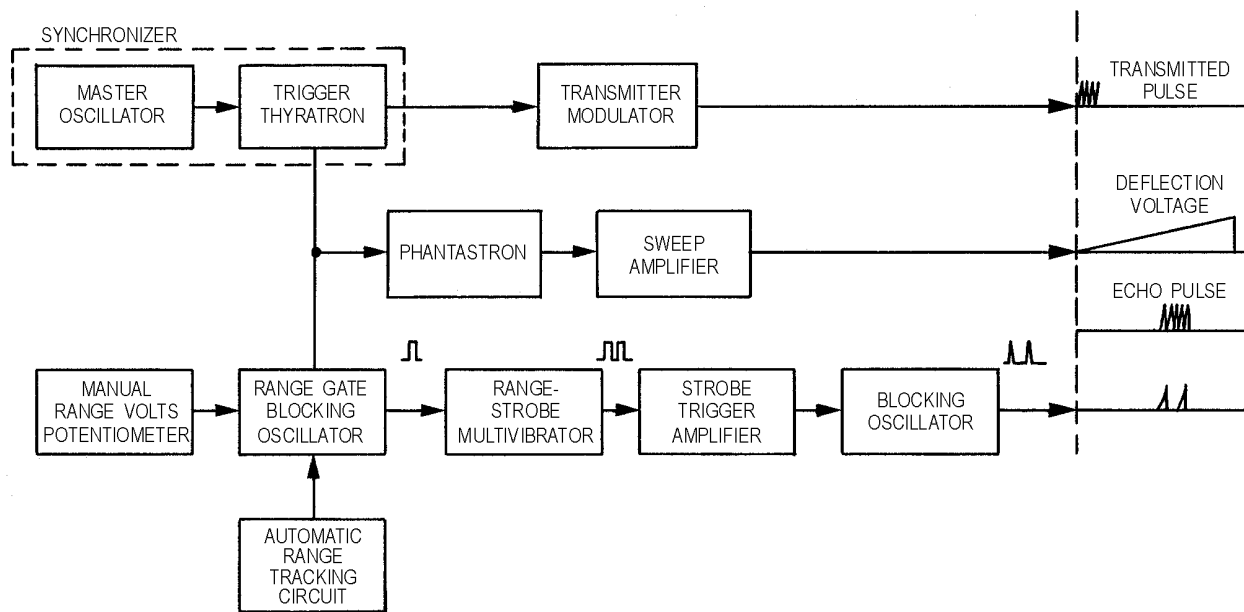 SYNCHRONIZER
MASTER
OSCILLATOR
TRIGGER
THYRATRON
TRANSMITTER
MODULATOR
TRANSMITTED
PULSE
PHANTASTRON
SWEEP
AMPLIFIER
DEFLECTION
VOLTAGE
ECHO PULSE
MANUAL
RANGE VOLTS
POTENTIOMETER
RANGE GATE
BLOCKING
OSCILLATOR
RANGE-
STROBE
MULTIVIBRATOR
STROBE
TRIGGER
AMPLIFIER
BLOCKING
OSCILLATOR
AUTOMATIC
RANGE
TRACKING
CIRCUIT